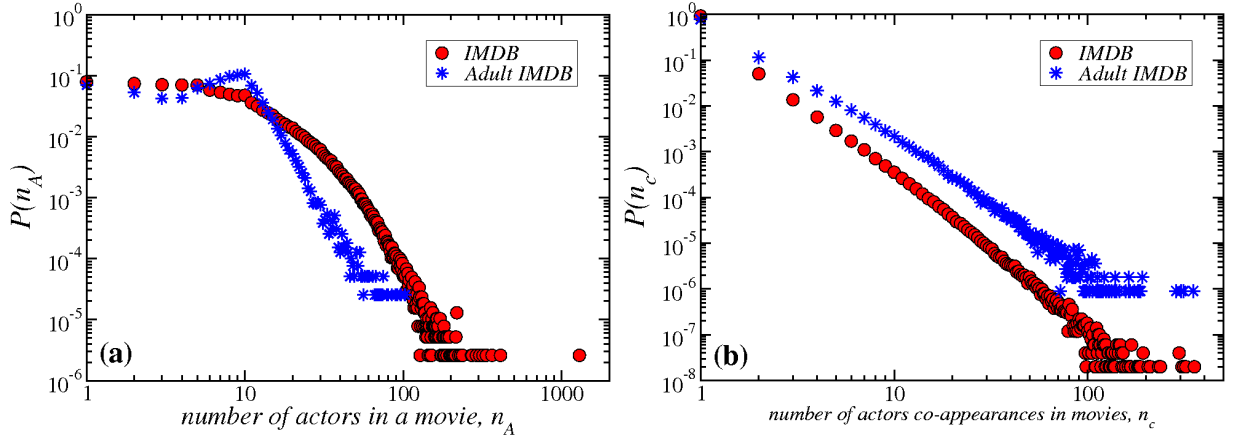 10^0
10^-1
10^-2
10^-3
10^-4
10^-5
10^-6
P(n_A)
IMDB
Adult IMDB
(a)
1 10 100 1000
number of actors in a movie, n_A
10^0
10^-1
10^-2
10^-3
10^-4
10^-5
10^-6
10^-7
10^-8
P(n_c)
IMDB
Adult IMDB
(b)
1 10 100
number of actors co-appearances in movies, n_c